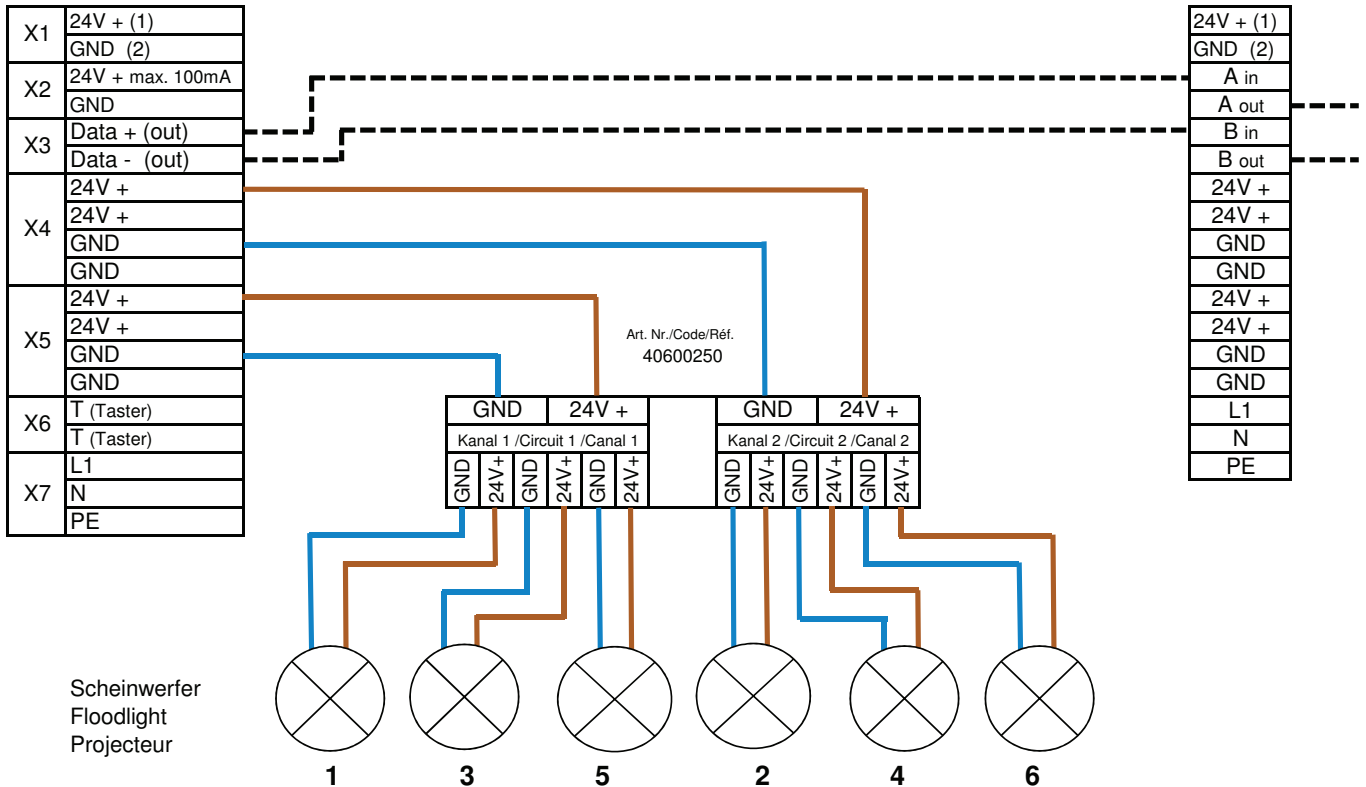 X1
24V + (1)
GND (2)
X2
24V + max. 100mA
GND
X3
Data + (out)
Data - (out)
X4
24V +
24V +
GND
GND
X5
24V +
24V +
GND
GND
X6
T (Taster)
T (Taster)
X7
L1
N
PE
24V + (1)
GND (2)
A in
A out
B in
B out
24V +
24V +
GND
GND
24V +
24V +
GND
GND
L1
N
PE
Art. Nr./Code/Réf.
40600250
GND 24V +
Kanal 1 /Circuit 1 /Canal 1
GND 24V+ GND 24V+ GND 24V+
GND 24V +
Kanal 2 /Circuit 2 /Canal 2
GND 24V+ GND 24V+ GND 24V+
Scheinwerfer
Floodlight
Projecteur
1 3 5 2 4 6